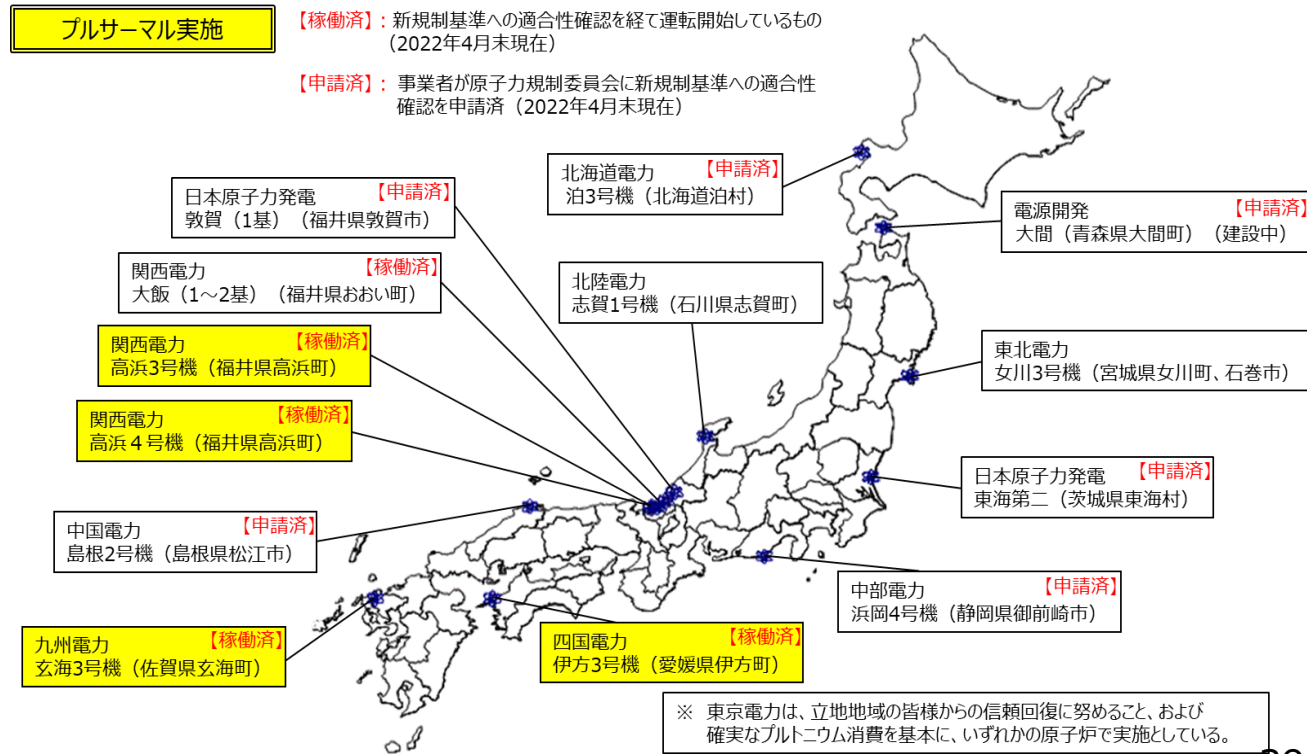 プルサーマル実施
【稼働済】：新規制基準への適合性確認を経て運転開始しているもの
（2022年4月末現在）
【申請済】： 事業者が原子力規制委員会に新規制基準への適合性
確認を申請済（2022年4月末現在）
北海道電力 【申請済】
泊3号機（北海道泊村）
日本原子力発電 【申請済】
敦賀（1基）（福井県敦賀市）
電源開発 【申請済】
大間（青森県大間町）（建設中）
関西電力 【稼働済】
大飯（1～2基）（福井県おおい町）
北陸電力
志賀1号機（石川県志賀町）
関西電力 【稼働済】
高浜3号機（福井県高浜町）
東北電力
女川3号機（宮城県女川町、石巻市）
関西電力 【稼働済】
高浜４号機（福井県高浜町）
日本原子力発電 【申請済】
東海第二（茨城県東海村）
中国電力 【申請済】
島根2号機（島根県松江市）
中部電力 【申請済】
浜岡4号機（静岡県御前崎市）
九州電力 【稼働済】
玄海3号機（佐賀県玄海町）
四国電力 【稼働済】
伊方3号機（愛媛県伊方町）
※ 東京電力は、立地地域の皆様からの信頼回復に努めること、および
確実なプルトニウム消費を基本に、いずれかの原子炉で実施としている。